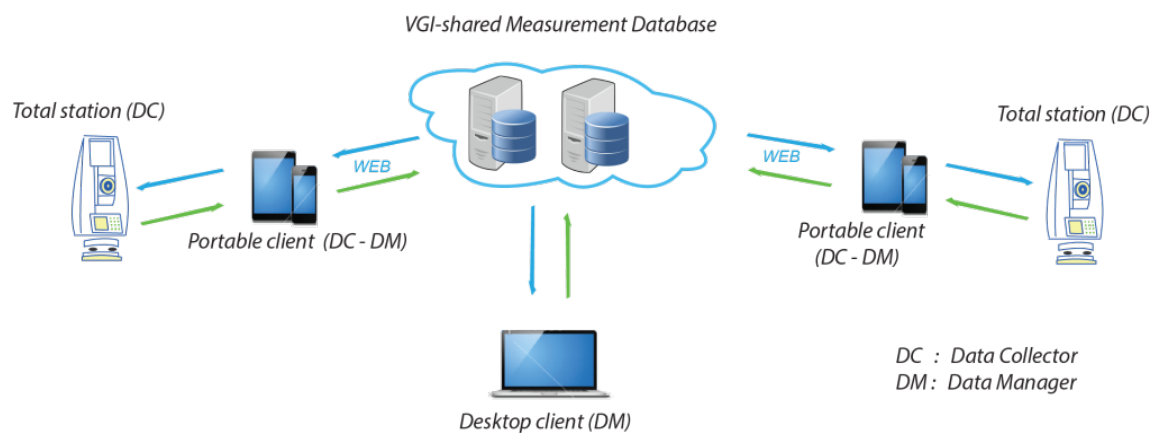 VGI-shared Measurement Database
Total station (DC)
Total station (DC)
WEB
WEB
Portable client (DC - DM)
Portable client
(DC - DM)
DC : Data Collector
DM : Data Manager
Desktop client (DM)